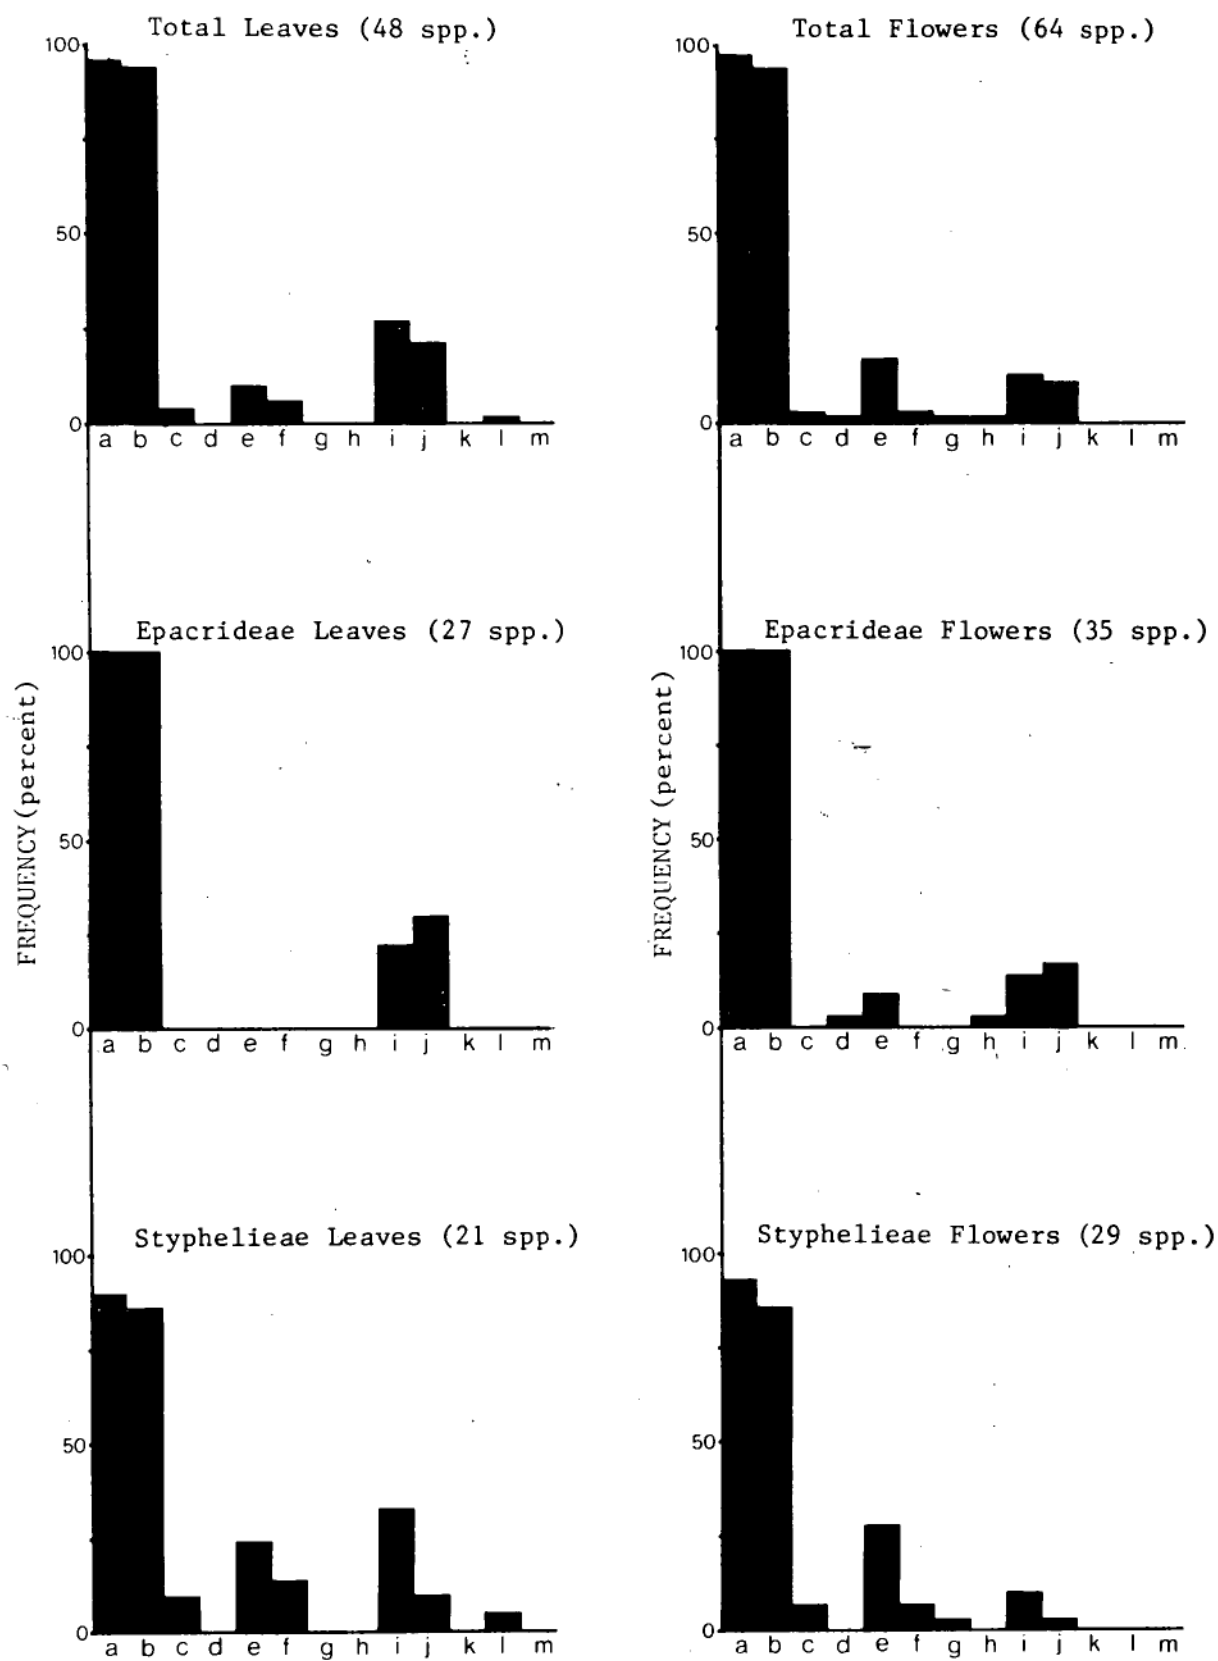 Total Leaves (48 spp.)
100
50
0
a b c d e f g h i j k l m
Total Flowers (64 spp.)
100
50
0
a b c d e f g h i j k l m
Epacrideae Leaves (27 spp.)
FREQUENCY (percent)
100
50
0
a b c d e f g h i j k l m
Epacrideae Flowers (35 spp.)
FREQUENCY (percent)
100
50
0
a b c d e f g h i j k l m
Styphelieae Leaves (21 spp.)
100
50
0
a b c d e f g h i j k l m
Styphelieae Flowers (29 spp.)
100
50
0
a b c d e f g h i j k l m